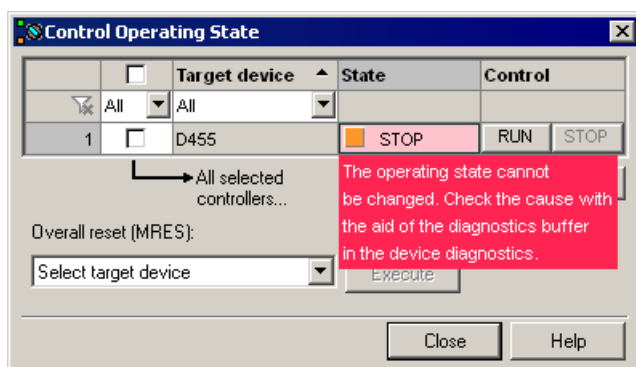 Control Operating State
Target device State Control
All All
1 D455 STOP RUN STOP
All selected
controllers...
The operating state cannot
be changed. Check the cause with
the aid of the diagnostics buffer
in the device diagnostics.
Overall reset (MRES):
Select target device
Execute
Close Help